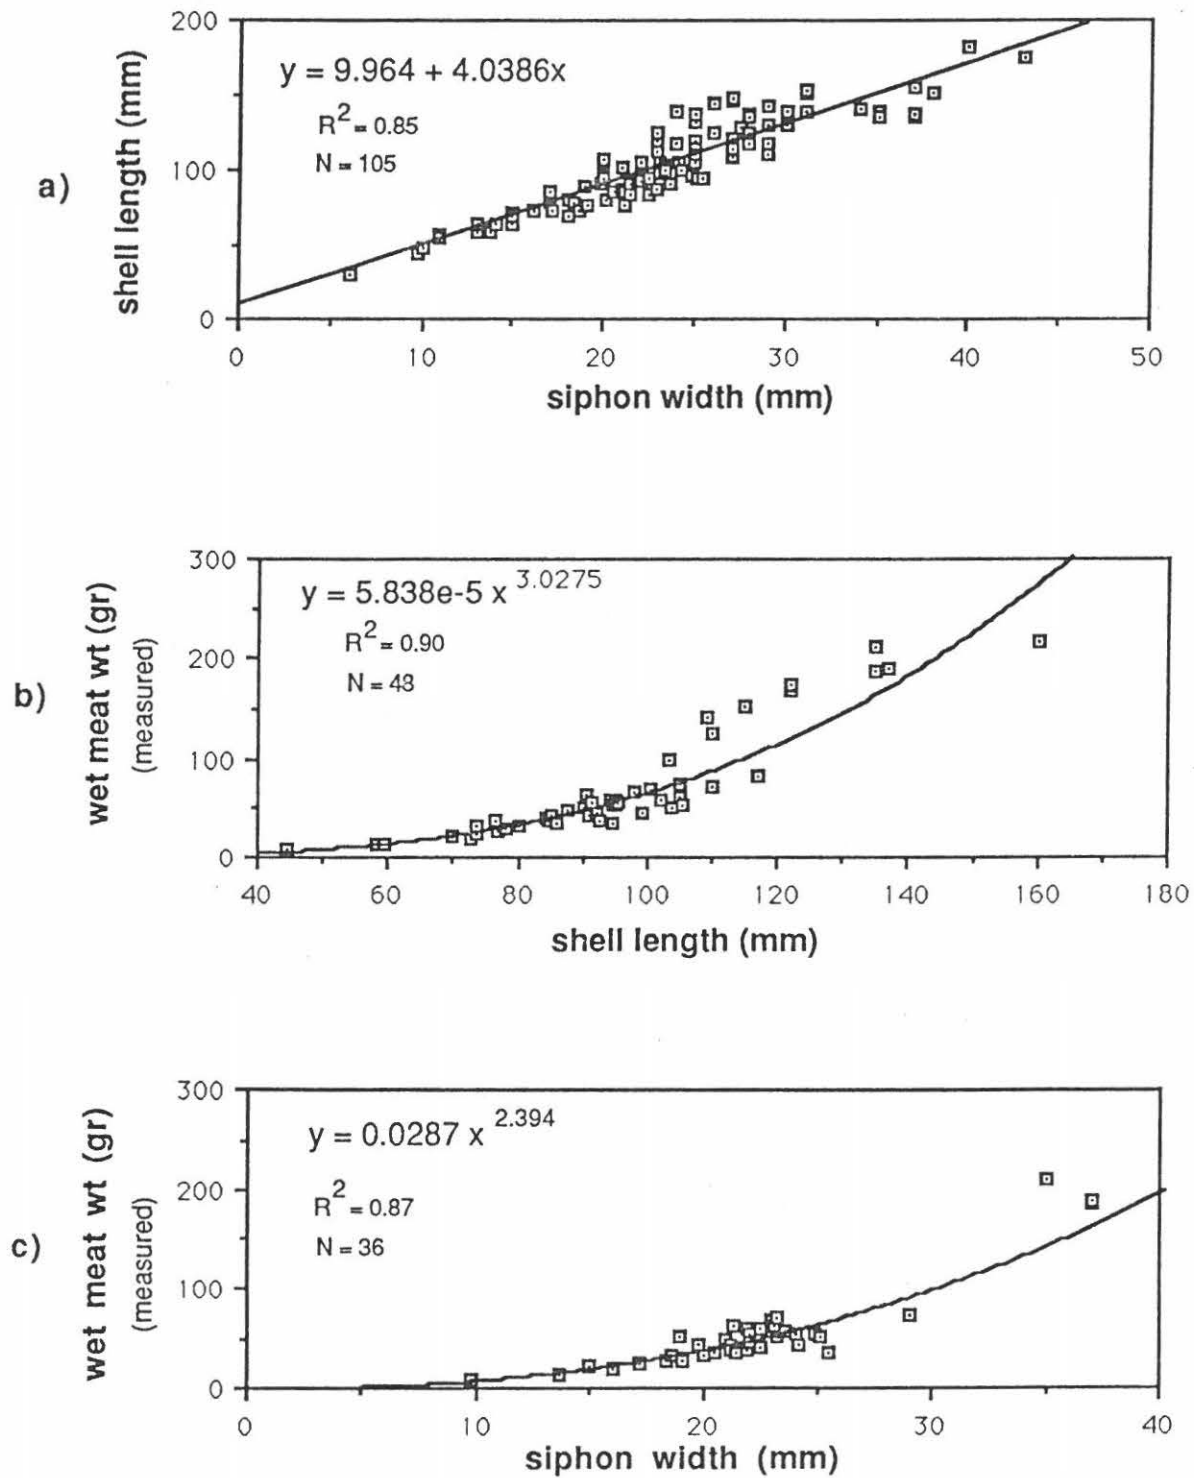 200
y = 9.964 + 4.0386x
R2 = 0.85
N = 105
100
0
shell length (mm)
a)
0 10 20 30 40 50
siphon width (mm)
300
y = 5.838e-5 x 3.0275
R2 = 0.90
N = 48
200
100
0
wet meat wt (gr)
(measured)
b)
40 60 80 100 120 140 160 180
shell length (mm)
300
y = 0.0287 x 2.394
R2 = 0.87
N = 36
200
100
0
wet meat wt (gr)
(measured)
c)
0 10 20 30 40
siphon width (mm)